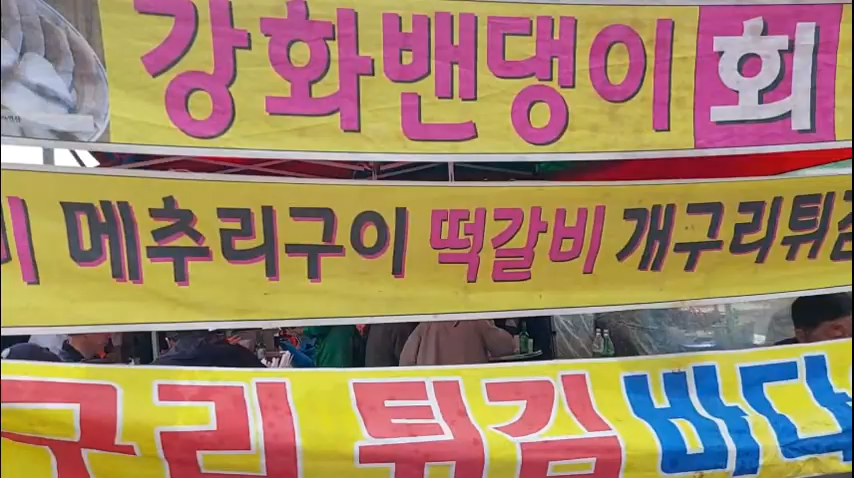 강화밴댕이 회
비 메추리구이 떡갈비 개구리튀김
구리 튀김 바다